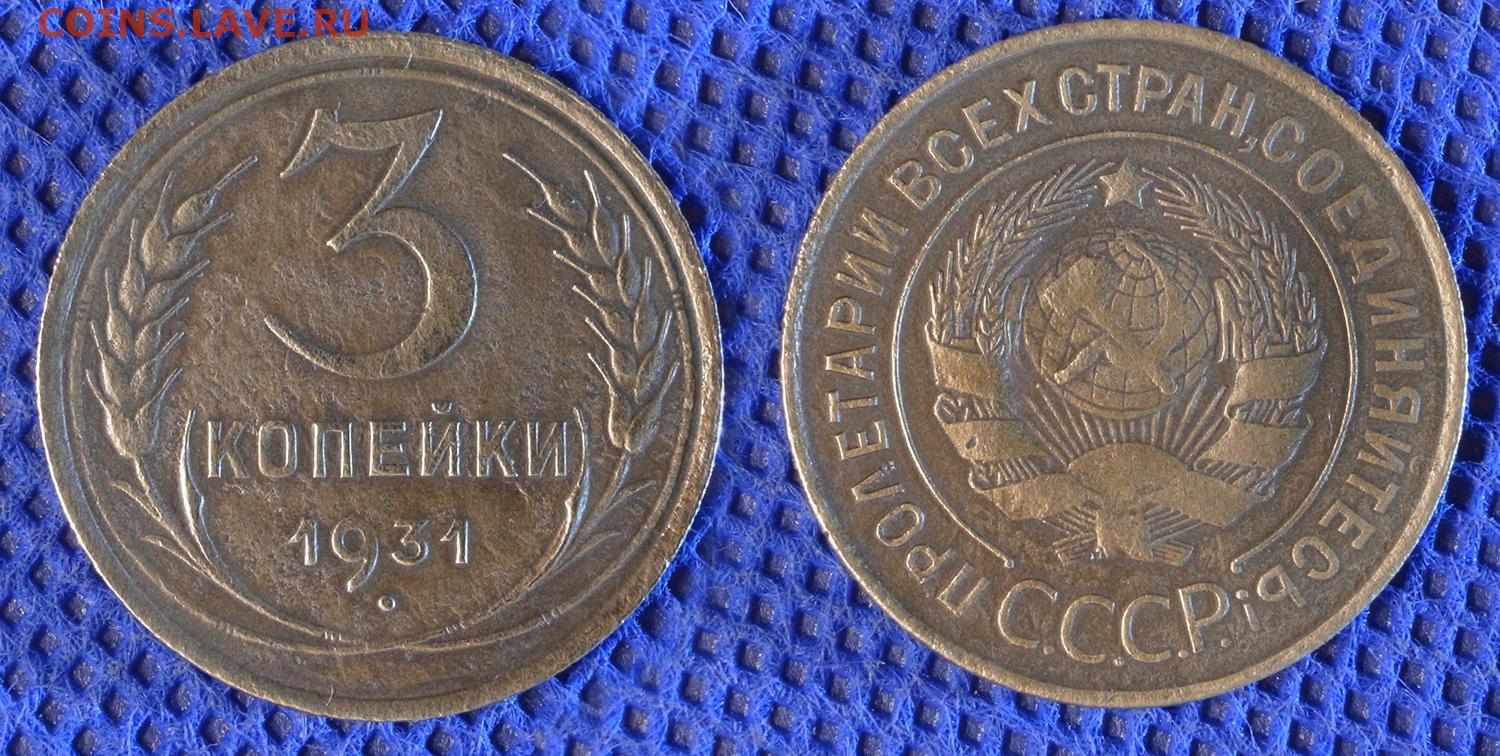 COINS.LAVE.RU
3
КОПЕЙКИ
1931
ПРОЛЕТАРИИ ВСЕХ СТРАН, СОЕДИНЯЙТЕСЬ!
С.С.С.Р.